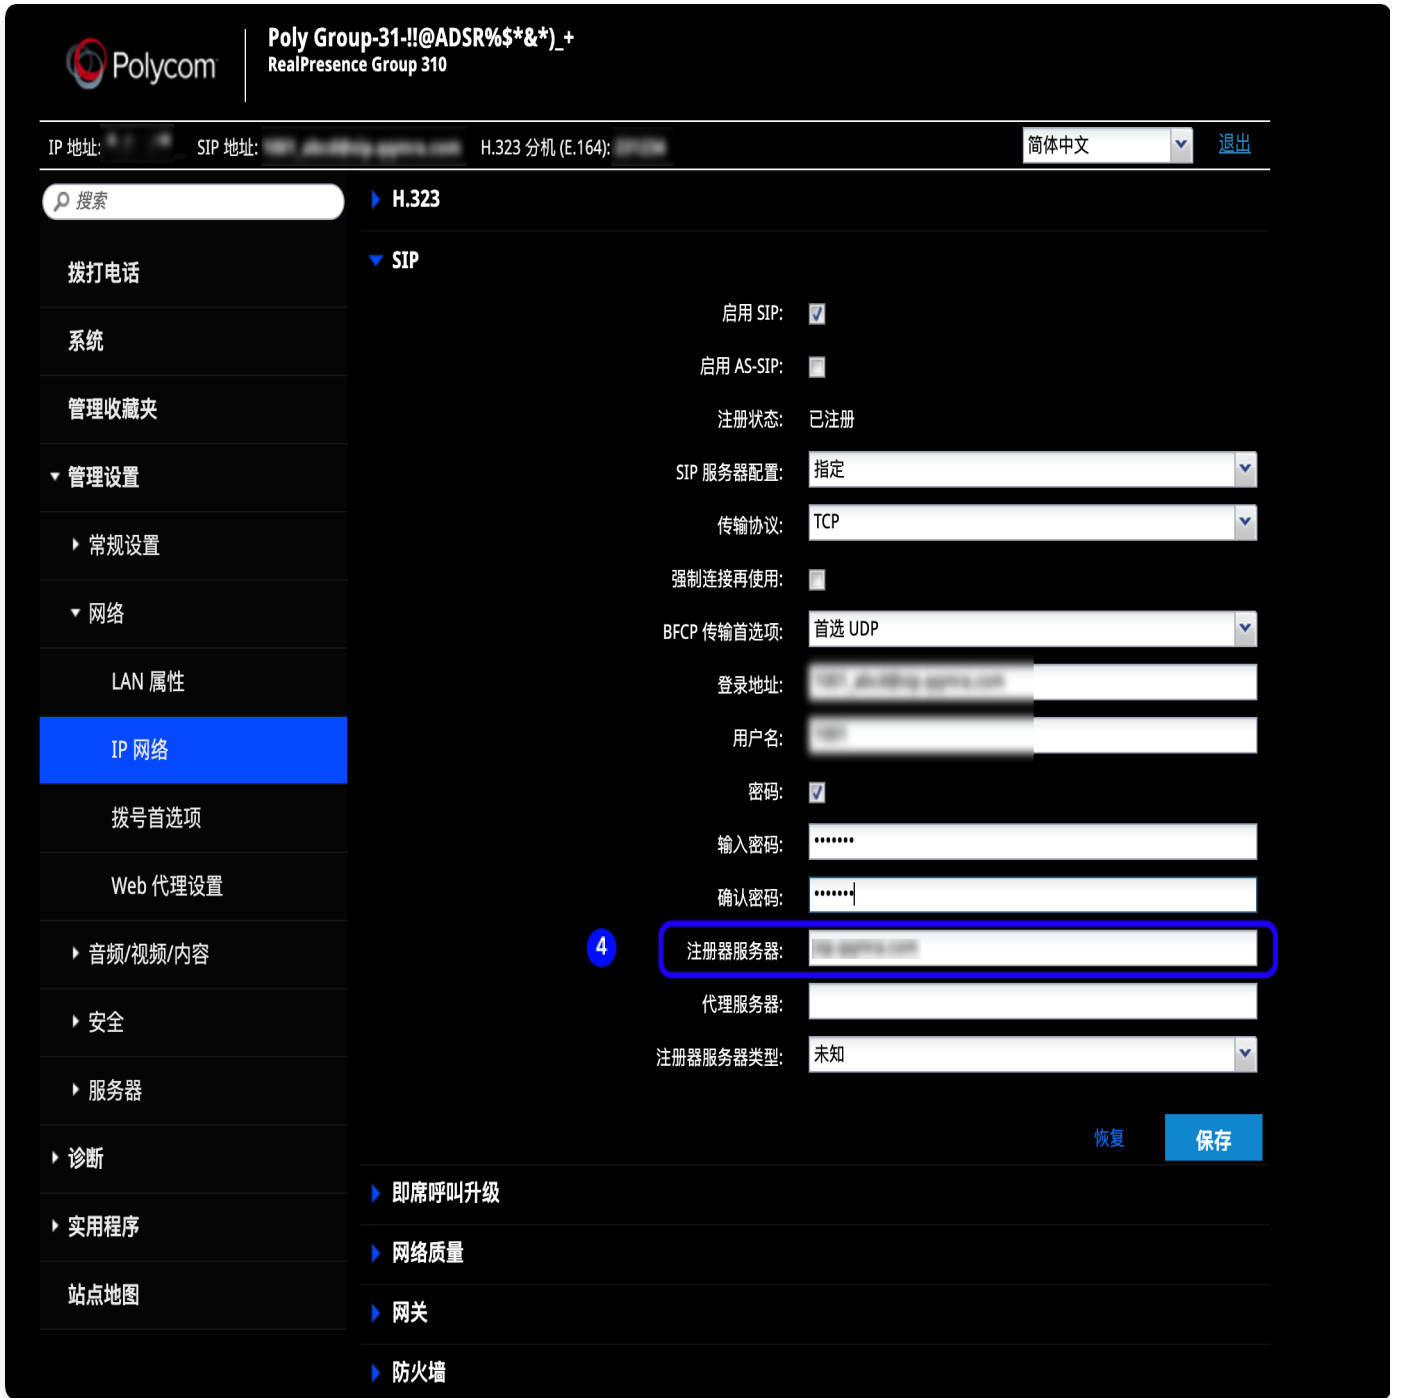 Polycom
Poly Group-31-!!@ADSR%$*&*)_+
RealPresence Group 310
IP 地址: SIP 地址: H.323 分机 (E.164): 简体中文 退出
搜索
拨打电话
系统
管理收藏夹
管理设置
常规设置
网络
LAN 属性
IP 网络
拨号首选项
Web 代理设置
音频/视频/内容
安全
服务器
诊断
实用程序
站点地图
H.323
SIP
启用 SIP:
启用 AS-SIP:
注册状态: 已注册
SIP 服务器配置: 指定
传输协议: TCP
强制连接再使用:
BFCP 传输首选项: 首选 UDP
登录地址:
用户名:
密码:
输入密码: •••••••
确认密码: •••••••
4 注册器服务器:
代理服务器:
注册器服务器类型: 未知
恢复 保存
即席呼叫升级
网络质量
网关
防火墙